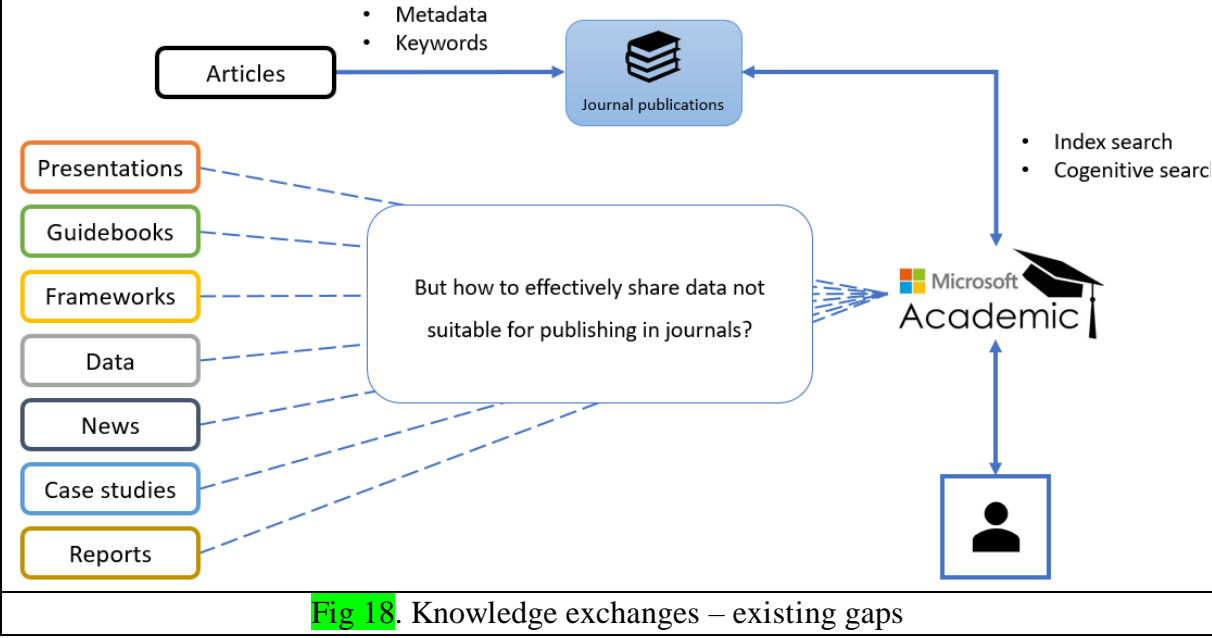 • Metadata
• Keywords
Articles
Journal publications
• Index search
• Cogenitive searc
Presentations
Guidebooks
Frameworks
Data
News
Case studies
Reports
But how to effectively share data not
suitable for publishing in journals?
Microsoft
Academic
Fig 18. Knowledge exchanges – existing gaps